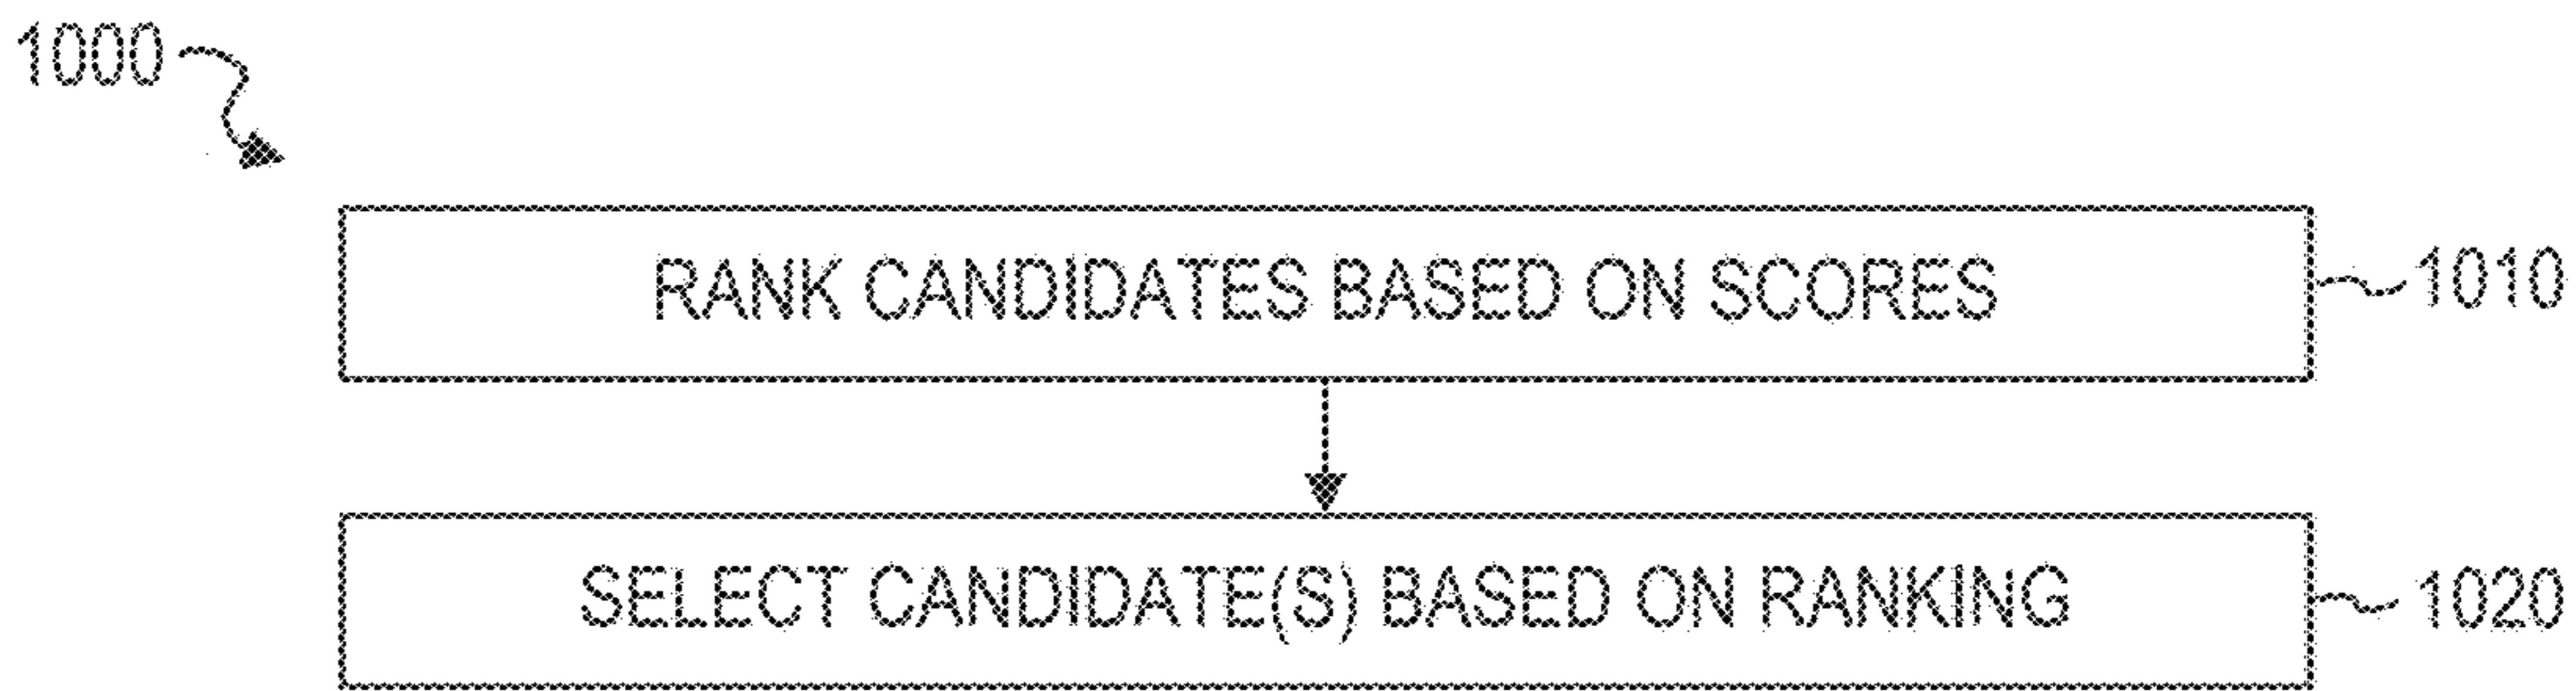 1000
RANK CANDIDATES BASED ON SCORES
1010
SELECT CANDIDATE(S) BASED ON RANKING
1020